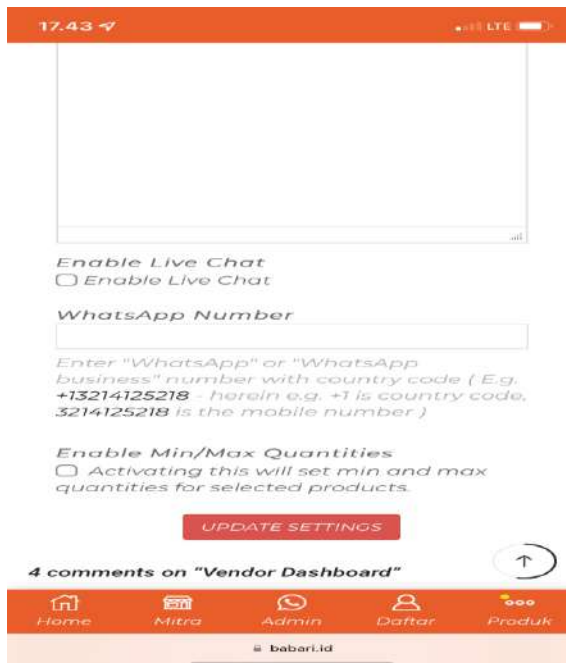 17.43
LTE
Enable Live Chat
Enable Live Chat
WhatsApp Number
Enter "WhatsApp" or "WhatsApp
business" number with country code ( E.g.
+13214125218 - herein e.g. +1 is country code,
3214125218 is the mobile number )
Enable Min/Max Quantities
Activating this will set min and max
quantities for selected products.
UPDATE SETTINGS
4 comments on "Vendor Dashboard"
Home Mitra Admin Daftar Produk
babari.id